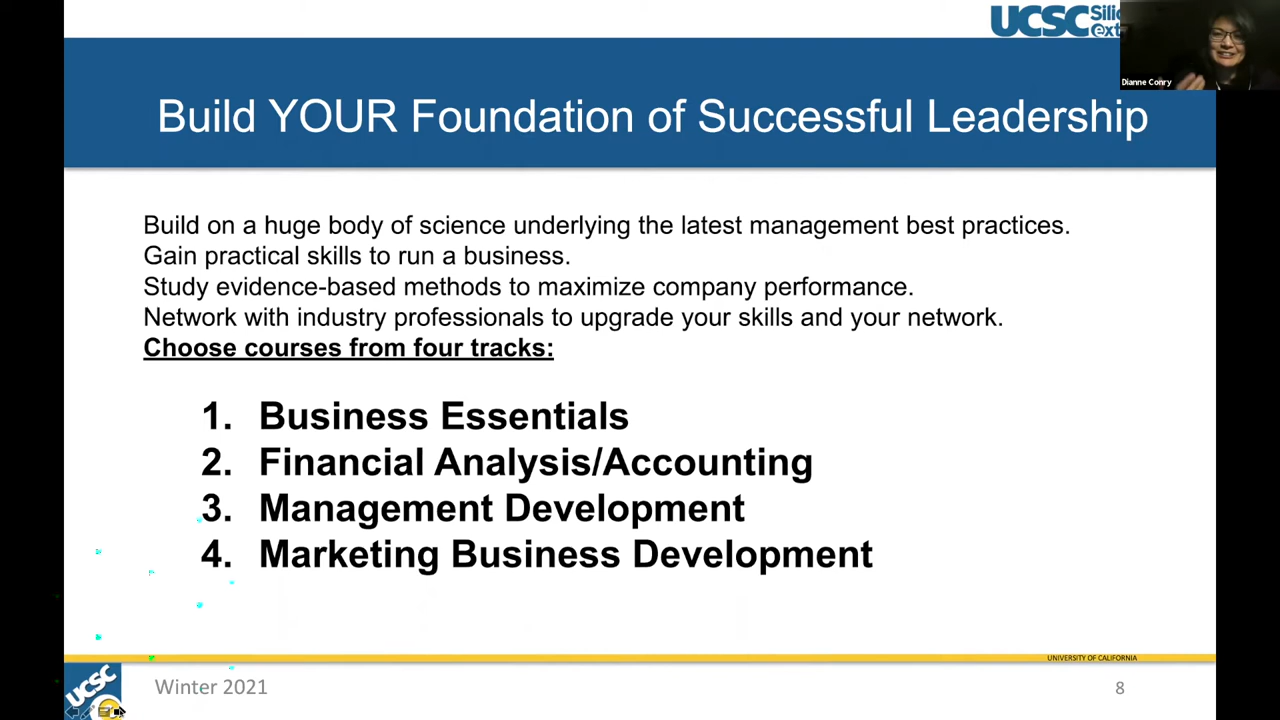 UCSC Sili
ext
Dianne Conry
Build YOUR Foundation of Successful Leadership
Build on a huge body of science underlying the latest management best practices.
Gain practical skills to run a business.
Study evidence-based methods to maximize company performance.
Network with industry professionals to upgrade your skills and your network.
Choose courses from four tracks:
1. Business Essentials
2. Financial Analysis/Accounting
3. Management Development
4. Marketing Business Development
UNIVERSITY OF CALIFORNIA
UCSC
Winter 2021
8